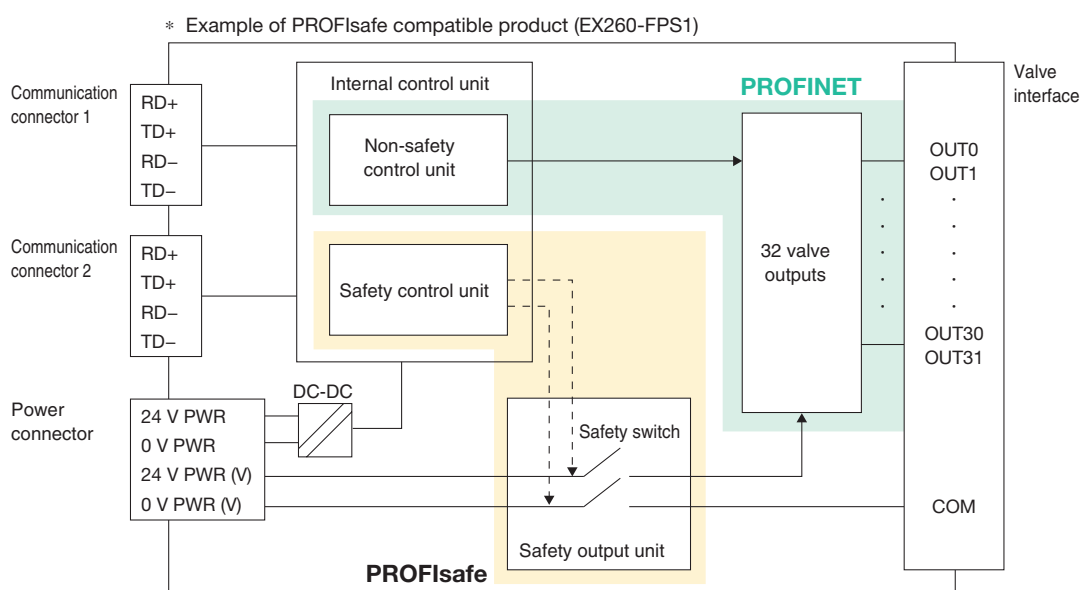 * Example of PROFIsafe compatible product (EX260-FPS1)
Communication
connector 1
RD+
TD+
RD−
TD−
Internal control unit
Non-safety
control unit
PROFINET
Valve
interface
OUT0
OUT1
32 valve
outputs
OUT30
OUT31
Communication
connector 2
RD+
TD+
RD−
TD−
Safety control unit
DC-DC
Power
connector
24 V PWR
0 V PWR
24 V PWR (V)
0 V PWR (V)
Safety switch
COM
Safety output unit
PROFIsafe